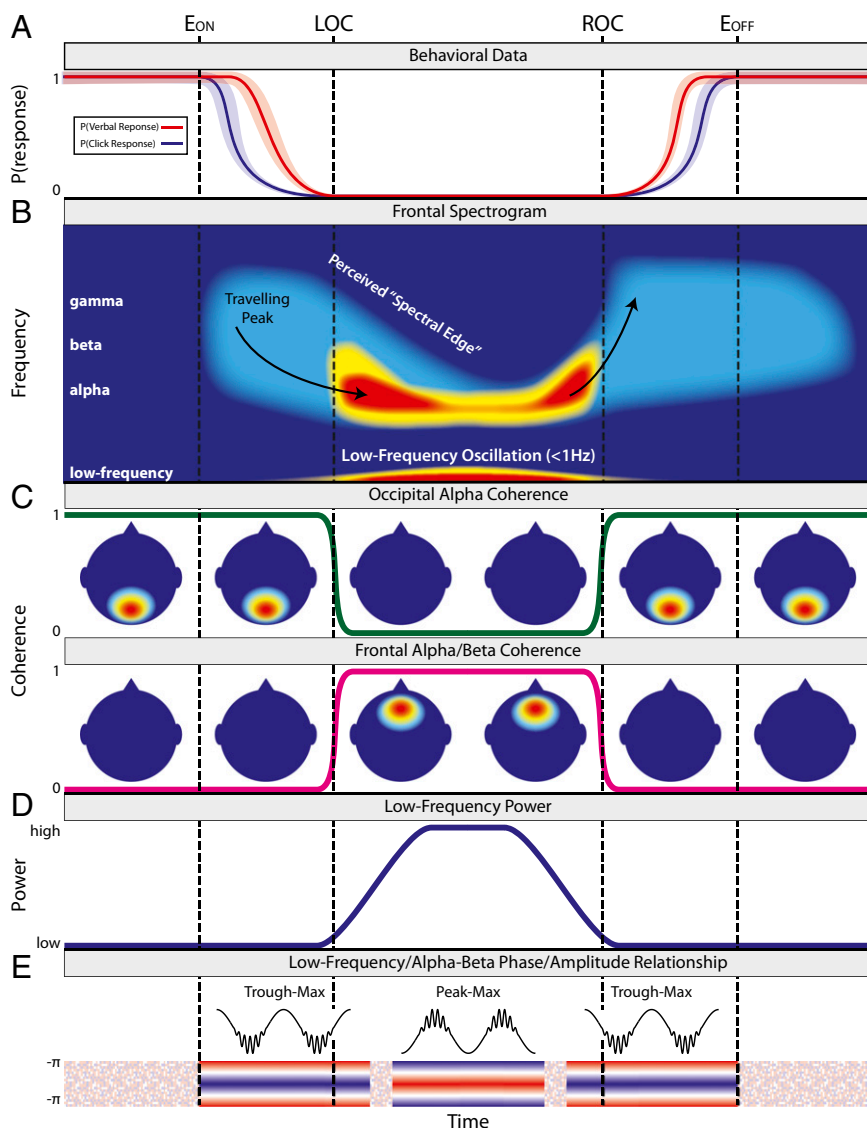 EON LOC ROC EOFF
A
Behavioral Data
1
P(response)
P(Verbal Reponse)
P(Click Response)
0
B
Frontal Spectrogram
Frequency
gamma
beta
alpha
low-frequency
Travelling
Peak
Perceived "Spectral Edge"
Low-Frequency Oscillation (<1Hz)
C
Occipital Alpha Coherence
1
0
Coherence
Frontal Alpha/Beta Coherence
1
0
D
Low-Frequency Power
high
Power
low
E
Low-Frequency/Alpha-Beta Phase/Amplitude Relationship
Trough-Max Peak-Max Trough-Max
-π
-π
Time